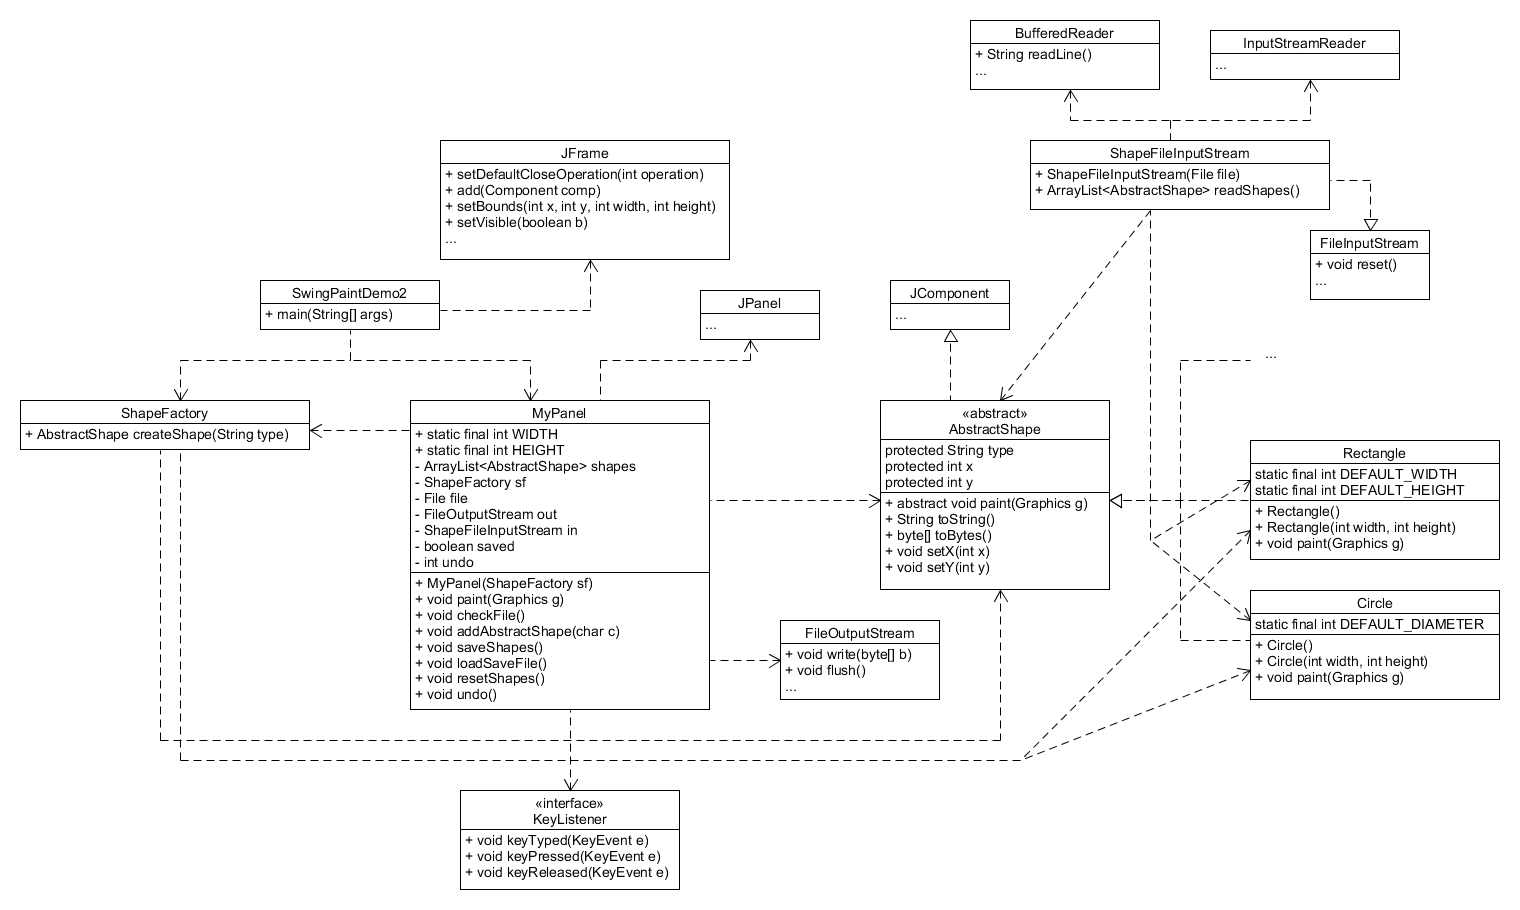 BufferedReader
+ String readLine()
...
InputStreamReader
...
JFrame
+ setDefaultCloseOperation(int operation)
+ add(Component comp)
+ setBounds(int x, int y, int width, int height)
+ setVisible(boolean b)
...
ShapeFileInputStream
+ ShapeFileInputStream(File file)
+ ArrayList<AbstractShape> readShapes()
FileInputStream
+ void reset()
...
SwingPaintDemo2
+ main(String[] args)
JPanel
...
JComponent
...
...
ShapeFactory
+ AbstractShape createShape(String type)
MyPanel
+ static final int WIDTH
+ static final int HEIGHT
- ArrayList<AbstractShape> shapes
- ShapeFactory sf
- File file
- FileOutputStream out
- ShapeFileInputStream in
- boolean saved
- int undo
+ MyPanel(ShapeFactory sf)
+ void paint(Graphics g)
+ void checkFile()
+ void addAbstractShape(char c)
+ void saveShapes()
+ void loadSaveFile()
+ void resetShapes()
+ void undo()
«abstract»
AbstractShape
protected String type
protected int x
protected int y
+ abstract void paint(Graphics g)
+ String toString()
+ byte[] toBytes()
+ void setX(int x)
+ void setY(int y)
Rectangle
static final int DEFAULT_WIDTH
static final int DEFAULT_HEIGHT
+ Rectangle()
+ Rectangle(int width, int height)
+ void paint(Graphics g)
Circle
static final int DEFAULT_DIAMETER
+ Circle()
+ Circle(int width, int height)
+ void paint(Graphics g)
FileOutputStream
+ void write(byte[] b)
+ void flush()
...
«interface»
KeyListener
+ void keyTyped(KeyEvent e)
+ void keyPressed(KeyEvent e)
+ void keyReleased(KeyEvent e)